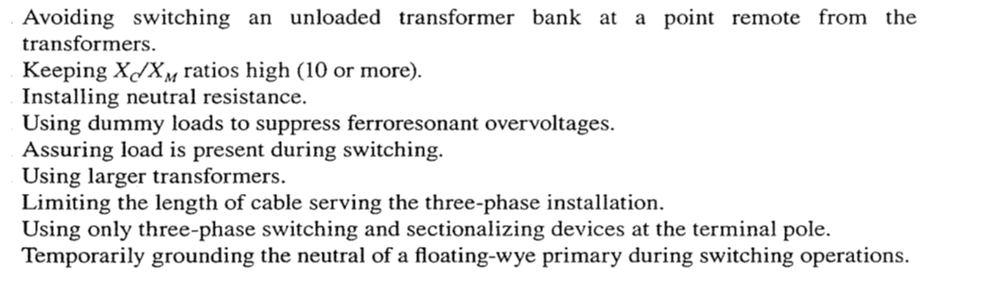 Avoiding switching an unloaded transformer bank at a point remote from the
transformers.
Keeping X_C/X_M ratios high (10 or more).
Installing neutral resistance.
Using dummy loads to suppress ferroresonant overvoltages.
Assuring load is present during switching.
Using larger transformers.
Limiting the length of cable serving the three-phase installation.
Using only three-phase switching and sectionalizing devices at the terminal pole.
Temporarily grounding the neutral of a floating-wye primary during switching operations.